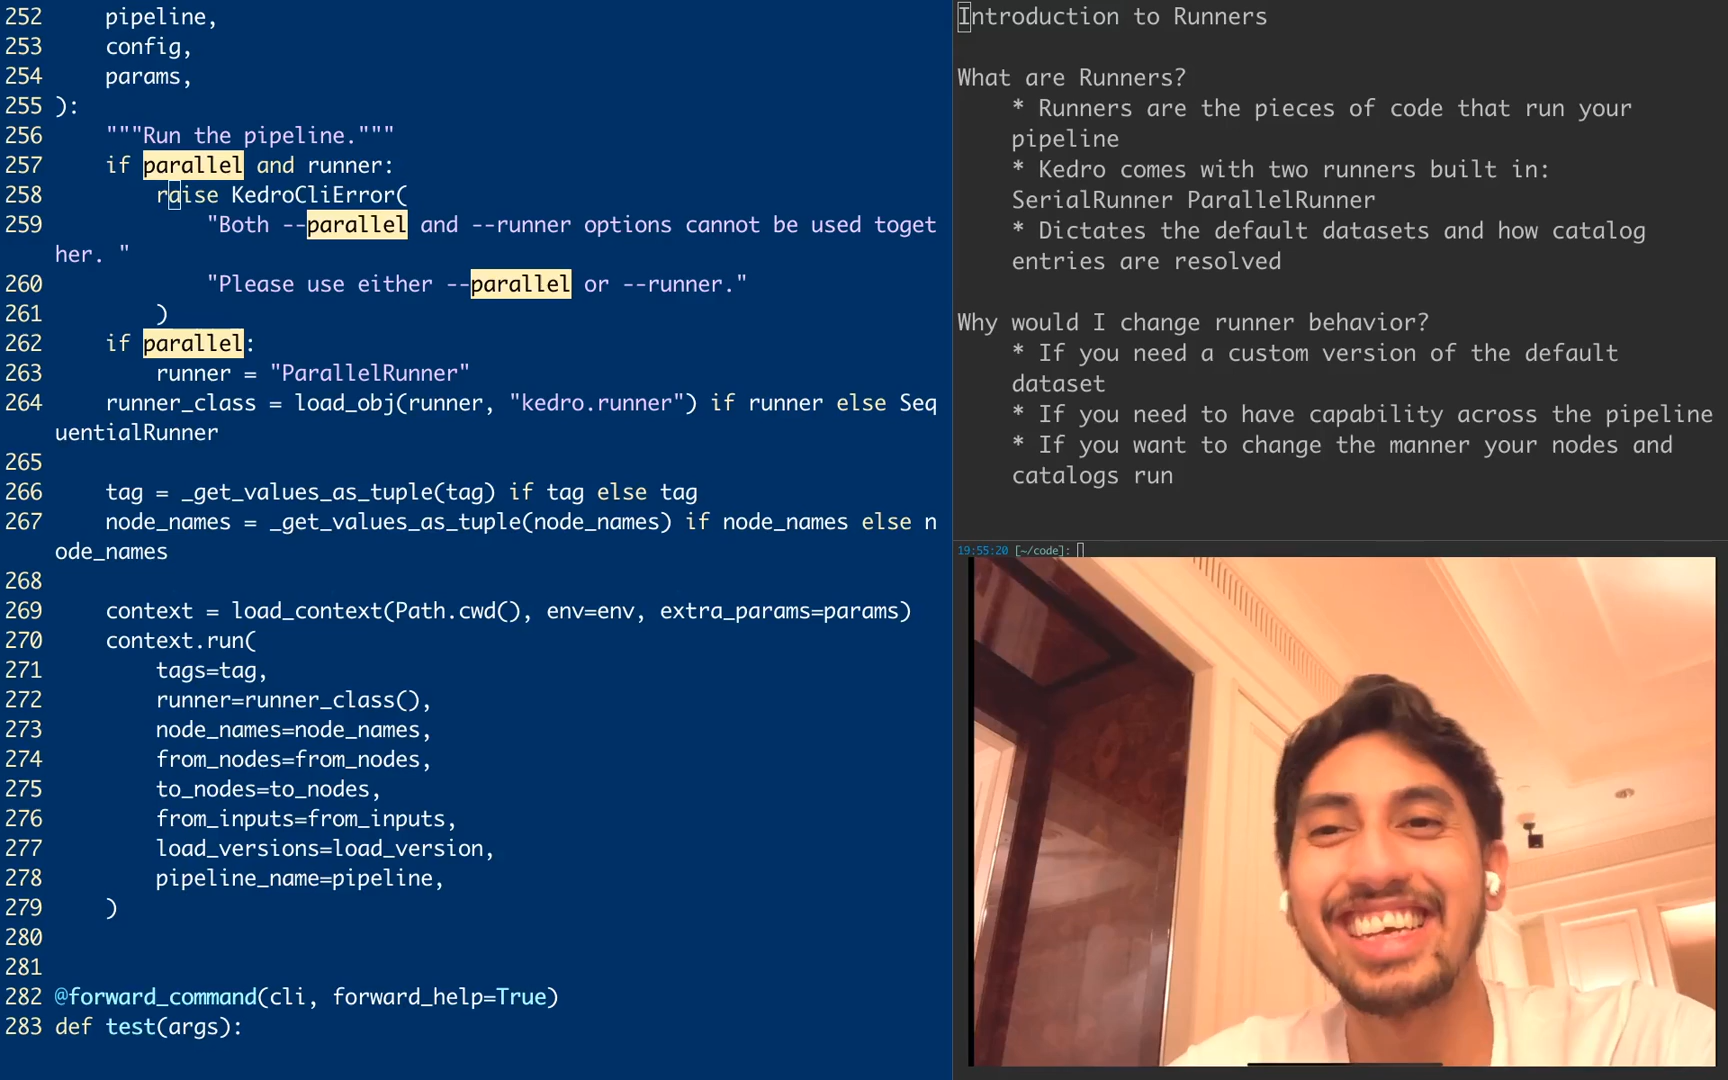 252     pipeline,
253     config,
254     params,
255 ):
256     """Run the pipeline."""
257     if parallel and runner:
258         raise KedroCliError(
259             "Both --parallel and --runner options cannot be used toget
her. "
260             "Please use either --parallel or --runner."
261         )
262     if parallel:
263         runner = "ParallelRunner"
264     runner_class = load_obj(runner, "kedro.runner") if runner else Seq
uentialRunner
265
266     tag = _get_values_as_tuple(tag) if tag else tag
267     node_names = _get_values_as_tuple(node_names) if node_names else n
ode_names
268
269     context = load_context(Path.cwd(), env=env, extra_params=params)
270     context.run(
271         tags=tag,
272         runner=runner_class(),
273         node_names=node_names,
274         from_nodes=from_nodes,
275         to_nodes=to_nodes,
276         from_inputs=from_inputs,
277         load_versions=load_version,
278         pipeline_name=pipeline,
279     )
280
281
282 @forward_command(cli, forward_help=True)
283 def test(args):
Introduction to Runners
What are Runners?
* Runners are the pieces of code that run your
pipeline
* Kedro comes with two runners built in:
SerialRunner ParallelRunner
* Dictates the default datasets and how catalog
entries are resolved
Why would I change runner behavior?
* If you need a custom version of the default
dataset
* If you need to have capability across the pipeline
* If you want to change the manner your nodes and
catalogs run
19:55:20 [~/code]: